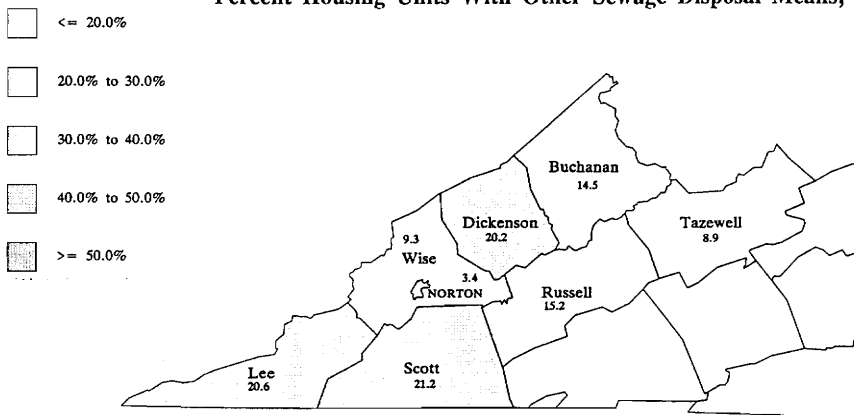 Percent Housing Units With Other Sewage Disposal Means,
<= 20.0%
20.0% to 30.0%
30.0% to 40.0%
40.0% to 50.0%
>= 50.0%
Buchanan
14.5
Dickenson
20.2
Tazewell
8.9
9.3
Wise
3.4
NORTON
Russell
15.2
Lee
20.6
Scott
21.2